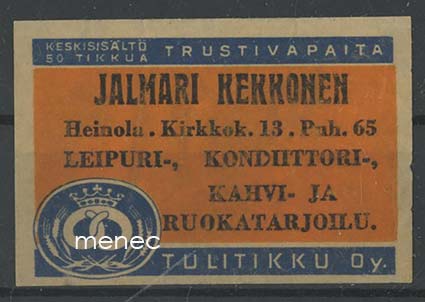 KESKISISÄLTÖ
50 TIKKUA
TRUSTIVAPAITA
JALMARI KEKKONEN
Heinola . Kirkkok. 13 . Puh. 65
LEIPURI-, KONDIITTORI-,
KAHVI- JA
RUOKATARJOILU.
menec
TULITIKKU Oy.